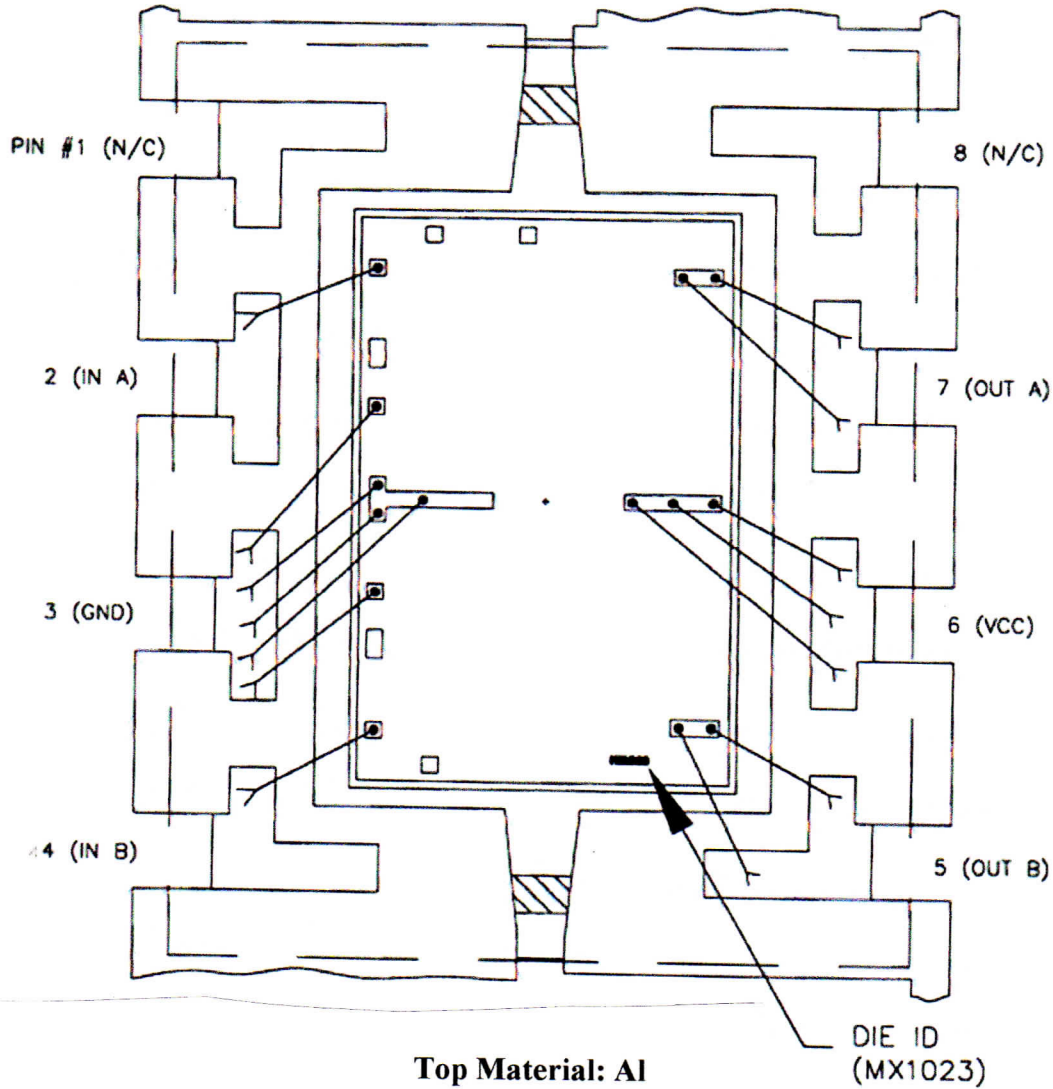 PIN #1 (N/C)
8 (N/C)
2 (IN A)
7 (OUT A)
3 (GND)
6 (VCC)
4 (IN B)
5 (OUT B)
DIE ID
(MX1023)
Top Material: Al